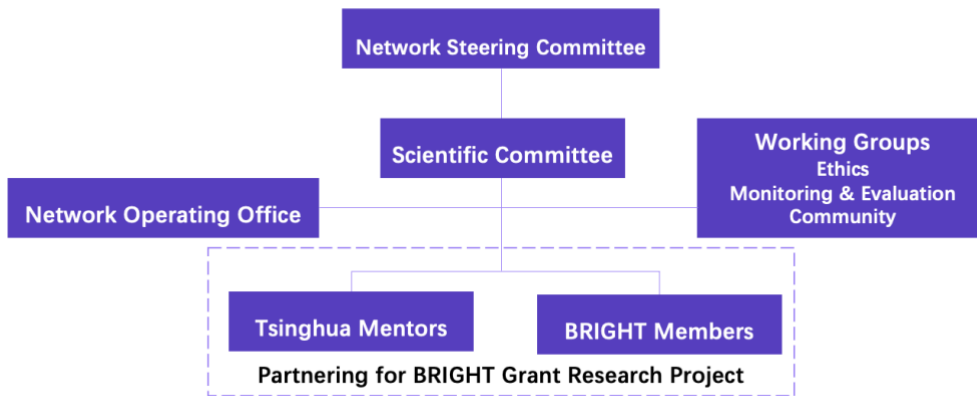 Network Steering Committee
Scientific Committee
Working Groups
Ethics
Monitoring & Evaluation
Community
Network Operating Office
Tsinghua Mentors
BRIGHT Members
Partnering for BRIGHT Grant Research Project